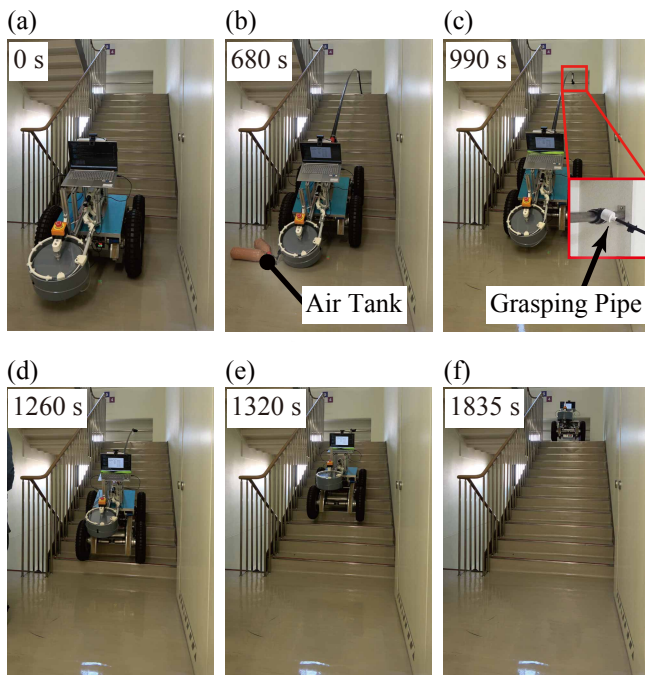 (a)
0 s
(b)
680 s
Air Tank
(c)
990 s
Grasping Pipe
(d)
1260 s
(e)
1320 s
(f)
1835 s